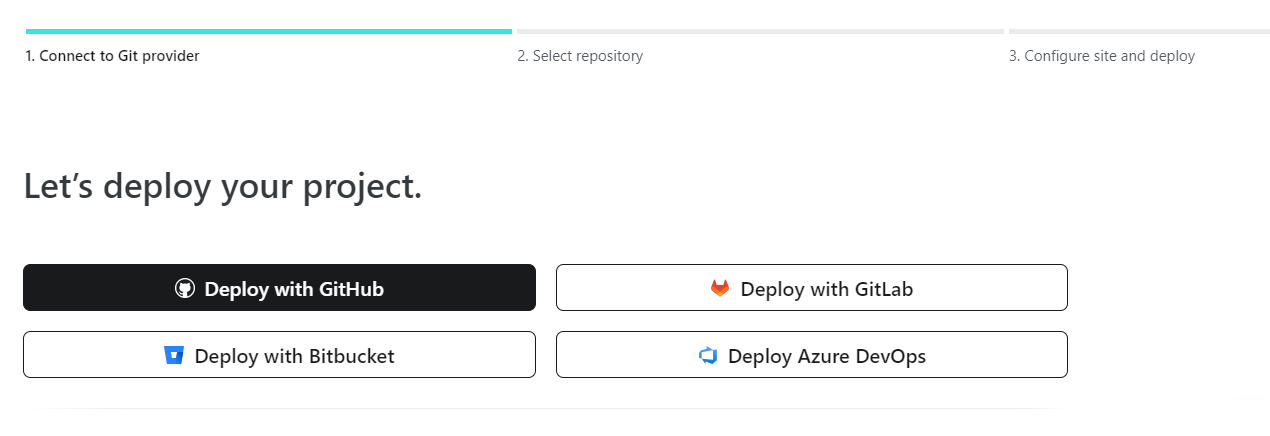 1. Connect to Git provider
2. Select repository
3. Configure site and deploy
Let’s deploy your project.
Deploy with GitHub
Deploy with GitLab
Deploy with Bitbucket
Deploy Azure DevOps